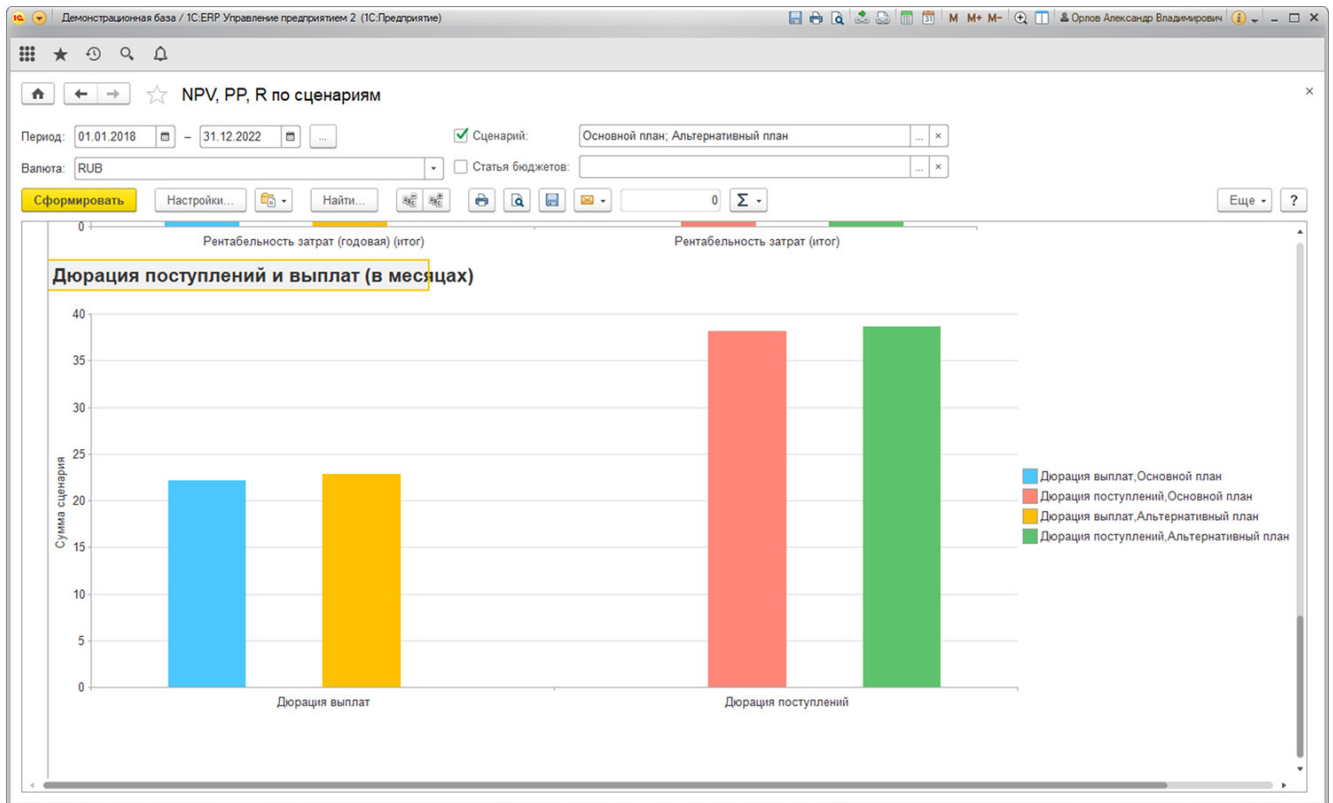 Демонстрационная база / 1С:ERP Управление предприятием 2 (1С:Предприятие)
M M+ M- Орлов Александр Владимирович
NPV, PP, R по сценариям
Период: 01.01.2018 – 31.12.2022 ... Сценарий: Основной план; Альтернативный план ... ×
Валюта: RUB Статья бюджетов: ... ×
Сформировать Настройки... Найти... 0 Σ Еще ?
0
Рентабельность затрат (годовая) (итог) Рентабельность затрат (итог)
Дюрация поступлений и выплат (в месяцах)
40
35
30
25
20
15
10
5
0
Сумма сценария
Дюрация выплат Дюрация поступлений
Дюрация выплат,Основной план
Дюрация поступлений,Основной план
Дюрация выплат,Альтернативный план
Дюрация поступлений,Альтернативный план